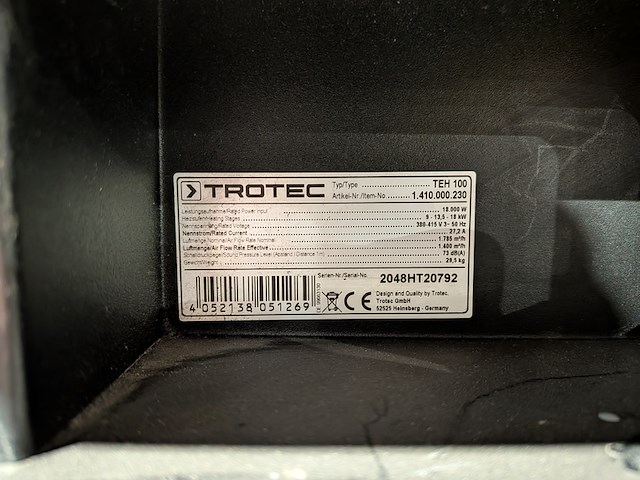 TROTEC
Typ/Type ........ TEH 100
Artikel-Nr./Item-No. ........ 1.410.000.230
Leistungsaufnahme/Rated Power Input ........ 18.000 W
Heizstufen/Heating Stages ........ 9 - 13,5 - 18 kW
Nennspannung/Rated Voltage ........ 380-415 V 3~ 50 Hz
Nennstrom/Rated Current ........ 27,2 A
Luftmenge Nominal/Air Flow Rate Nominal ........ 1.785 m³/h
Luftmenge/Air Flow Rate Effective ........ 1.400 m³/h
Schalldruckpegel/Sound Pressure Level (Abstand / Distance 1m) ........ 73 dB(A)
Gewicht/Weight ........ 29,5 kg
Serien-Nr./Serial-No. 2048HT20792
4 052138 051269
CE
Design and Quality by Trotec.
Trotec GmbH
52525 Heinsberg - Germany